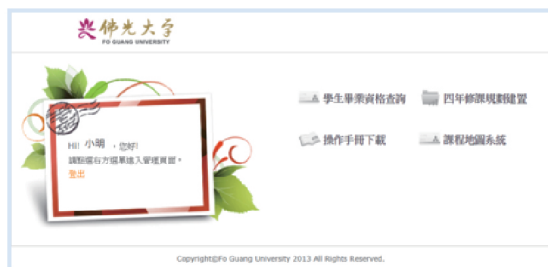 佛光大学
FO GUANG UNIVERSITY
學生畢業資格查詢
四年修課規劃建置
Hi! 小明 ，您好!
請點選右方選單進入管理頁面。
登出
操作手冊下載
課程地圖系統
Copyright@Fo Guang University 2013 All Rights Reserved.